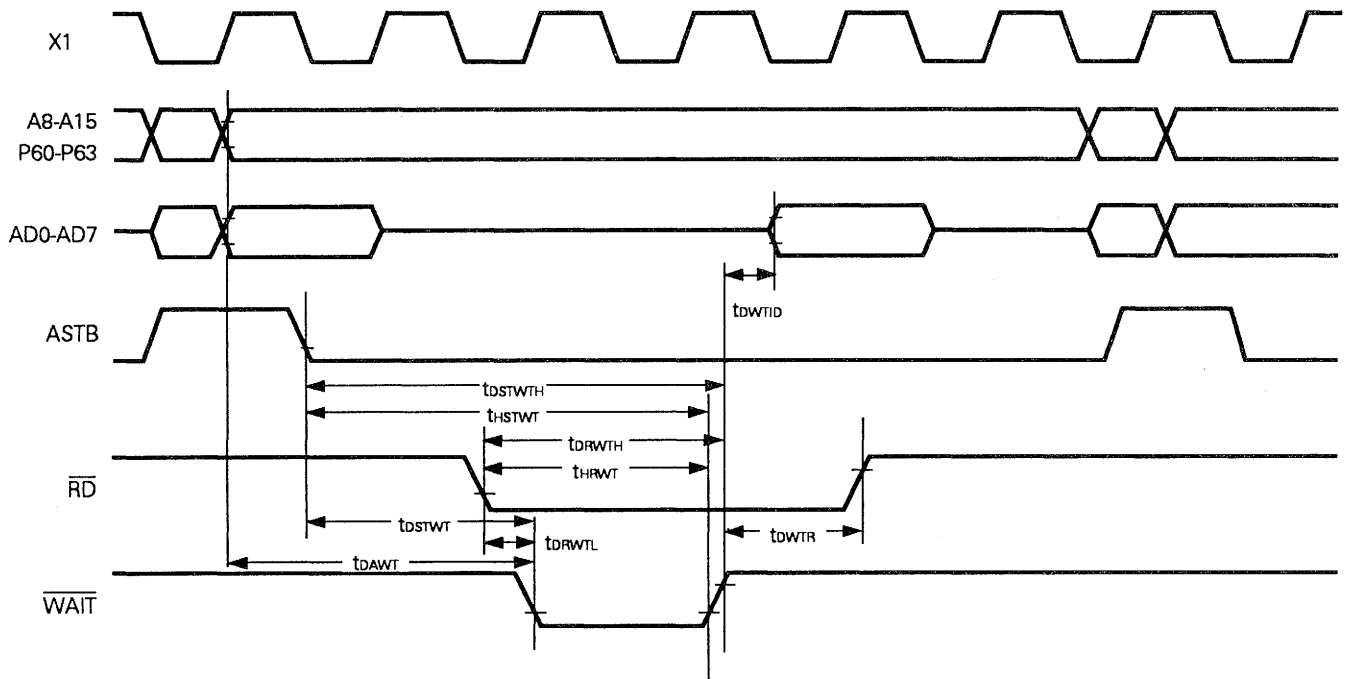 X1
A8-A15
P60-P63
AD0-AD7
tDWTID
ASTB
tDSTWTH
tHSTWT
tDRWTH
tHRWT
RD
tDSTWT
tDWTR
tDRWTL
tDAWT
WAIT